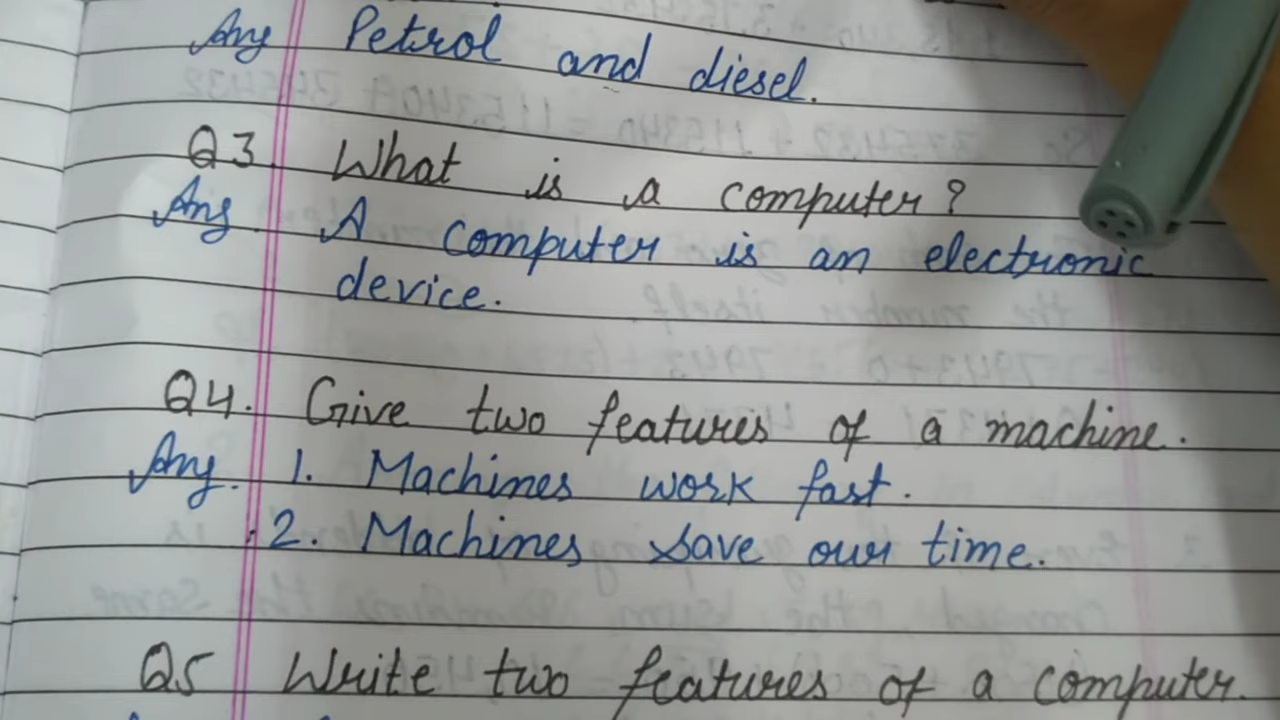 Ans Petrol and diesel.
Q3. What is a computer?
Ans. A computer is an electronic
device.
Q4. Give two features of a machine.
Ans. 1. Machines work fast.
2. Machines save our time.
Q5 Write two features of a computer.